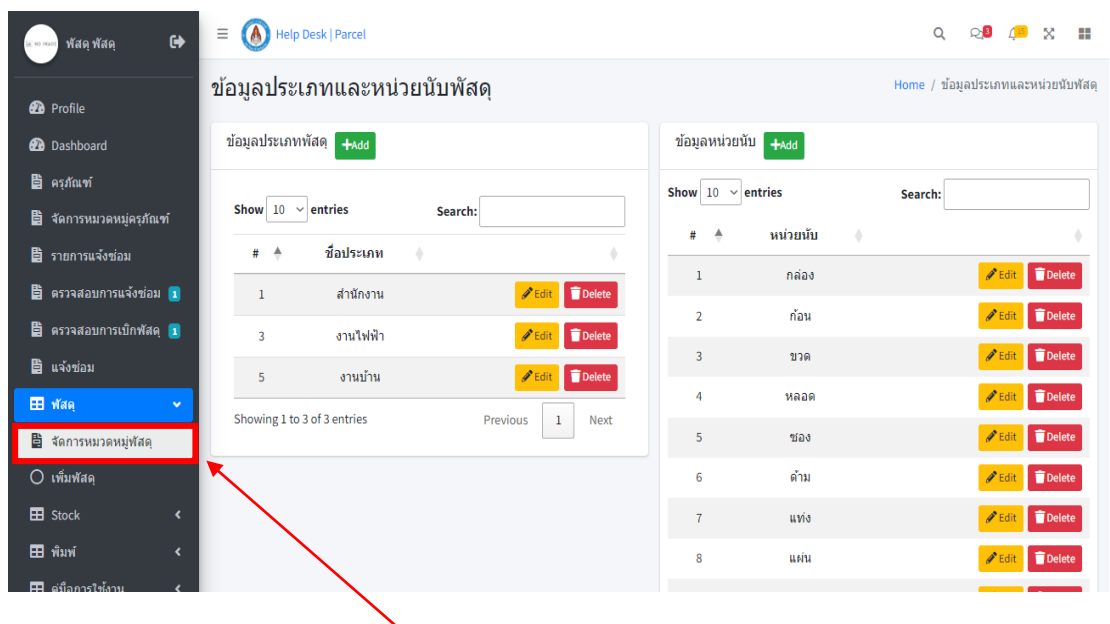 พัสดุ พัสดุ
Profile
Dashboard
ครุภัณฑ์
จัดการหมวดหมู่ครุภัณฑ์
รายการแจ้งซ่อม
ตรวจสอบการแจ้งซ่อม 1
ตรวจสอบการเบิกพัสดุ 1
แจ้งซ่อม
พัสดุ
จัดการหมวดหมู่พัสดุ
เพิ่มพัสดุ
Stock
พิมพ์
คู่มือการใช้งาน
Help Desk | Parcel
ข้อมูลประเภทและหน่วยนับพัสดุ
Home / ข้อมูลประเภทและหน่วยนับพัสดุ
ข้อมูลประเภทพัสดุ +Add
Show 10 entries Search:
# ชื่อประเภท
1 สำนักงาน Edit Delete
3 งานไฟฟ้า Edit Delete
5 งานบ้าน Edit Delete
Showing 1 to 3 of 3 entries Previous 1 Next
ข้อมูลหน่วยนับ +Add
Show 10 entries Search:
# หน่วยนับ
1 กล่อง Edit Delete
2 ก้อน Edit Delete
3 ขวด Edit Delete
4 หลอด Edit Delete
5 ซอง Edit Delete
6 ด้าม Edit Delete
7 แท่ง Edit Delete
8 แผ่น Edit Delete